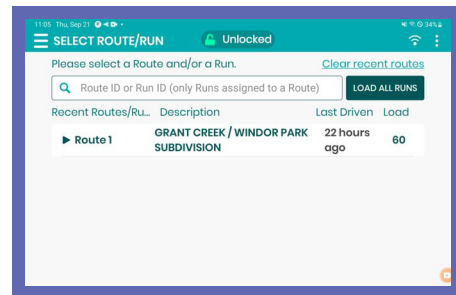 11:05 Thu, Sep 21
34%
SELECT ROUTE/RUN
Unlocked
Please select a Route and/or a Run.
Clear recent routes
Route ID or Run ID (only Runs assigned to a Route)
LOAD ALL RUNS
Recent Routes/Ru... Description Last Driven Load
Route 1
GRANT CREEK / WINDOR PARK
SUBDIVISION
22 hours
ago
60